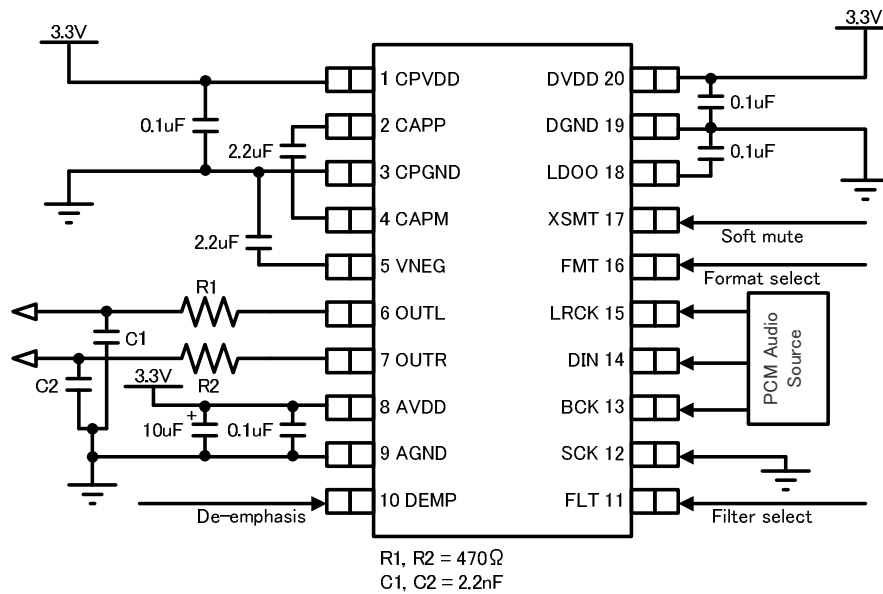 3.3V
3.3V
1 CPVDD
DVDD 20
0.1uF
0.1uF
2 CAPP
DGND 19
2.2uF
0.1uF
3 CPGND
LDOO 18
4 CAPM
XSMT 17
Soft mute
2.2uF
5 VNEG
FMT 16
Format select
R1
6 OUTL
LRCK 15
C1
7 OUTR
DIN 14
PCM Audio
Source
C2
R2
3.3V
8 AVDD
BCK 13
+
10uF
0.1uF
9 AGND
SCK 12
10 DEMP
FLT 11
De-emphasis
Filter select
R1, R2 = 470Ω
C1, C2 = 2.2nF